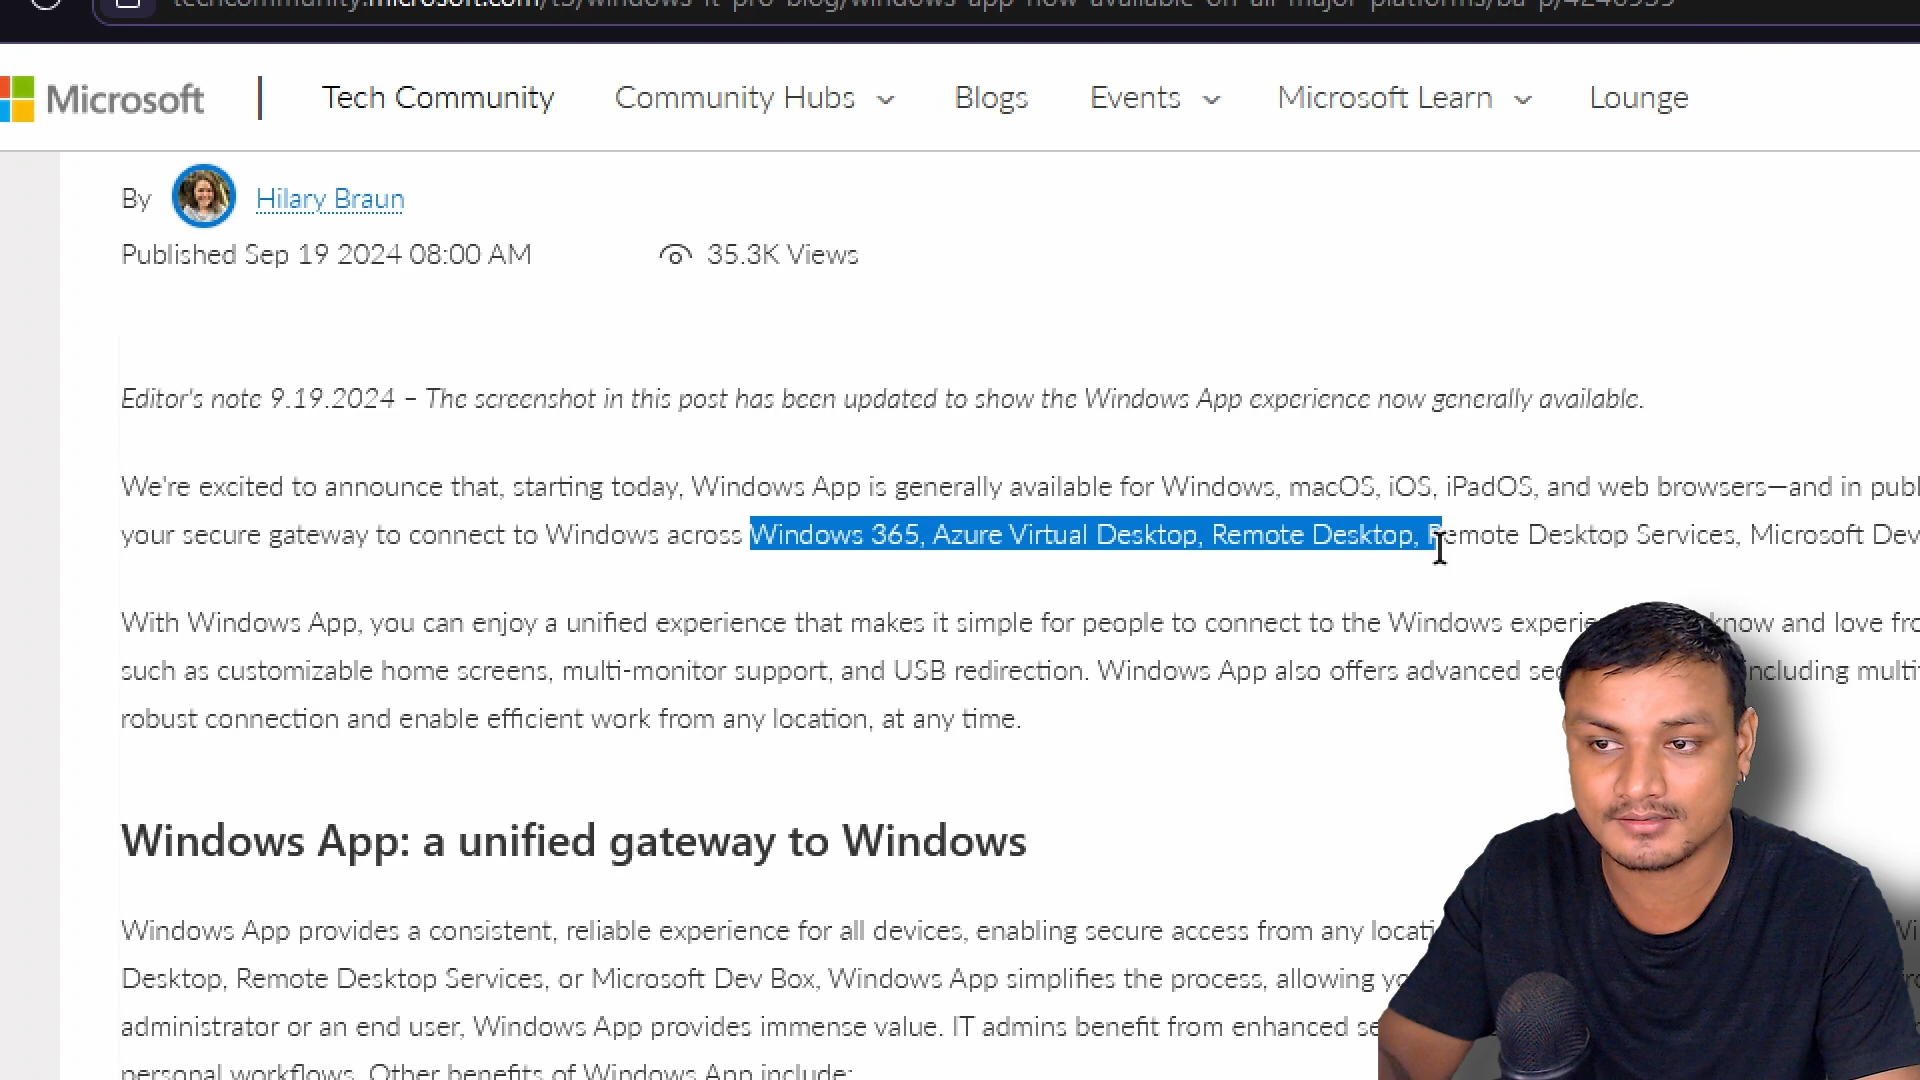 techcommunity.microsoft.com/t5/windows-it-pro-blog/windows-app-now-available-on-all-major-platforms/ba-p/4246939
Microsoft | Tech Community Community Hubs Blogs Events Microsoft Learn Lounge
By Hilary Braun
Published Sep 19 2024 08:00 AM 35.3K Views
Editor's note 9.19.2024 – The screenshot in this post has been updated to show the Windows App experience now generally available.
We're excited to announce that, starting today, Windows App is generally available for Windows, macOS, iOS, iPadOS, and web browsers—and in publ
your secure gateway to connect to Windows across Windows 365, Azure Virtual Desktop, Remote Desktop, Remote Desktop Services, Microsoft Dev
With Windows App, you can enjoy a unified experience that makes it simple for people to connect to the Windows experie know and love fro
such as customizable home screens, multi-monitor support, and USB redirection. Windows App also offers advanced sec including multi
robust connection and enable efficient work from any location, at any time.
Windows App: a unified gateway to Windows
Windows App provides a consistent, reliable experience for all devices, enabling secure access from any locati Wi
Desktop, Remote Desktop Services, or Microsoft Dev Box, Windows App simplifies the process, allowing yo
administrator or an end user, Windows App provides immense value. IT admins benefit from enhanced se
personal workflows. Other benefits of Windows App include: